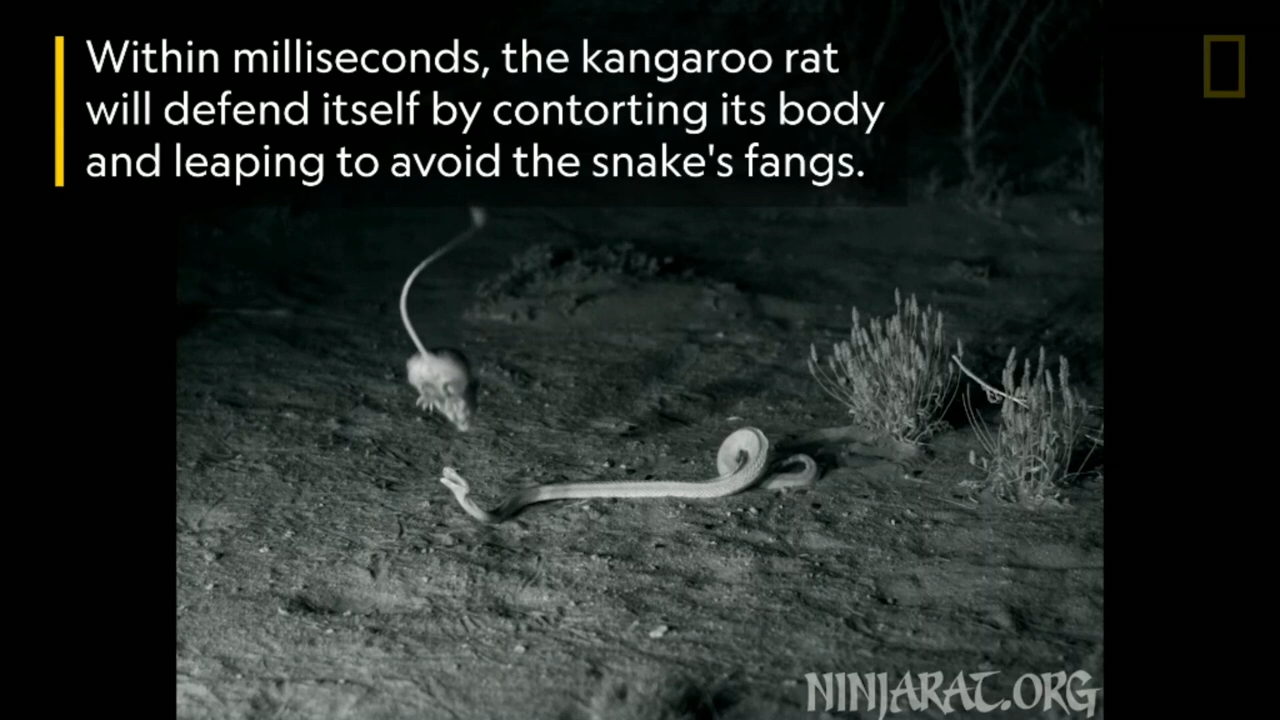 Within milliseconds, the kangaroo rat
will defend itself by contorting its body
and leaping to avoid the snake's fangs.
NINJARAT.ORG